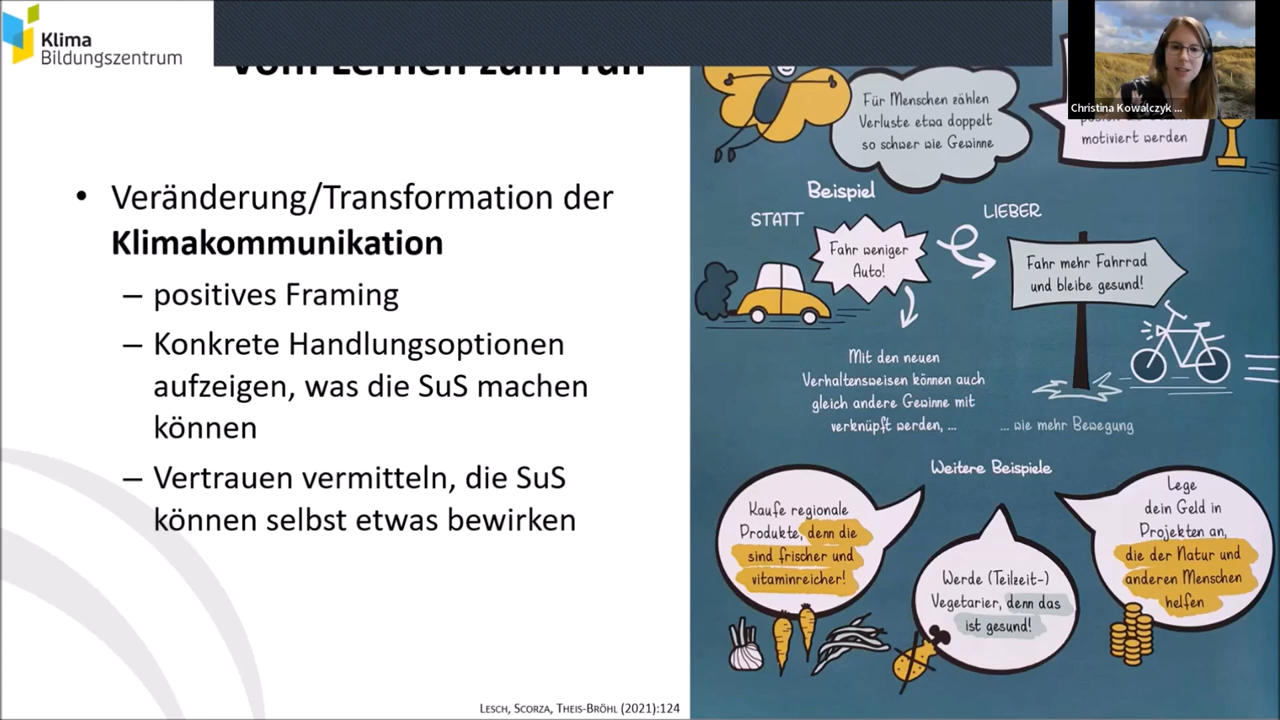 Klima
Bildungszentrum
Vom Lernen zum Tun
• Veränderung/Transformation der
Klimakommunikation
– positives Framing
– Konkrete Handlungsoptionen
aufzeigen, was die SuS machen
können
– Vertrauen vermitteln, die SuS
können selbst etwas bewirken
LESCH, SCORZA, THEIS-BRÖHL (2021):124
Christina Kowalczyk ...
Für Menschen zählen
Verluste etwa doppelt
so schwer wie Gewinne
motiviert werden
Beispiel
STATT
LIEBER
Fahr weniger
Auto!
Fahr mehr Fahrrad
und bleibe gesund!
Mit den neuen
Verhaltensweisen können auch
gleich andere Gewinne mit
verknüpft werden, ...
... wie mehr Bewegung
Weitere Beispiele
Kaufe regionale
Produkte, denn die
sind frischer und
vitaminreicher!
Werde (Teilzeit-)
Vegetarier, denn das
ist gesund!
Lege
dein Geld in
Projekten an,
die der Natur und
anderen Menschen
helfen